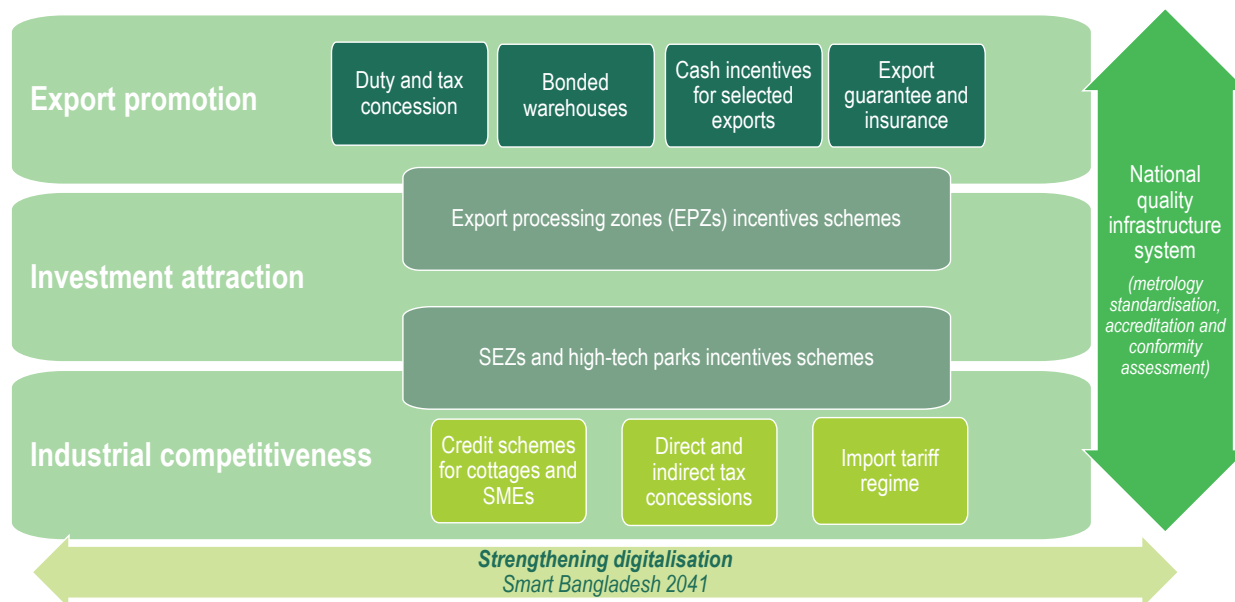 Export promotion
Duty and tax
concession
Bonded
warehouses
Cash incentives
for selected
exports
Export
guarantee and
insurance
Export processing zones (EPZs) incentives schemes
Investment attraction
SEZs and high-tech parks incentives schemes
Industrial competitiveness
Credit schemes
for cottages and
SMEs
Direct and
indirect tax
concessions
Import tariff
regime
National
quality
infrastructure
system
(metrology
standardisation,
accreditation and
conformity
assessment)
Strengthening digitalisation
Smart Bangladesh 2041